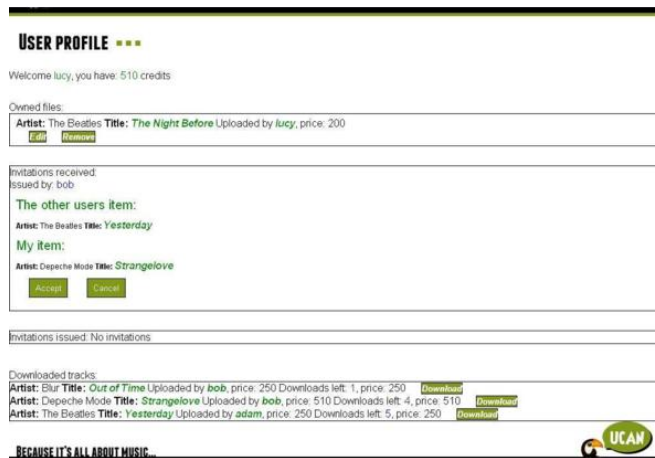 USER PROFILE
Welcome lucy, you have: 510 credits
Owned files:
Artist: The Beatles Title: The Night Before Uploaded by lucy, price: 200
Edit Remove
Invitations received:
Issued by: bob
The other users item:
Artist: The Beatles Title: Yesterday
My item:
Artist: Depeche Mode Title: Strangelove
Accept Cancel
Invitations issued: No invitations
Downloaded tracks:
Artist: Blur Title: Out of Time Uploaded by bob, price: 250 Downloads left: 1, price: 250 Download
Artist: Depeche Mode Title: Strangelove Uploaded by bob, price: 510 Downloads left: 4, price: 510 Download
Artist: The Beatles Title: Yesterday Uploaded by adam, price: 250 Downloads left: 5, price: 250 Download
BECAUSE IT'S ALL ABOUT MUSIC...
UCAN